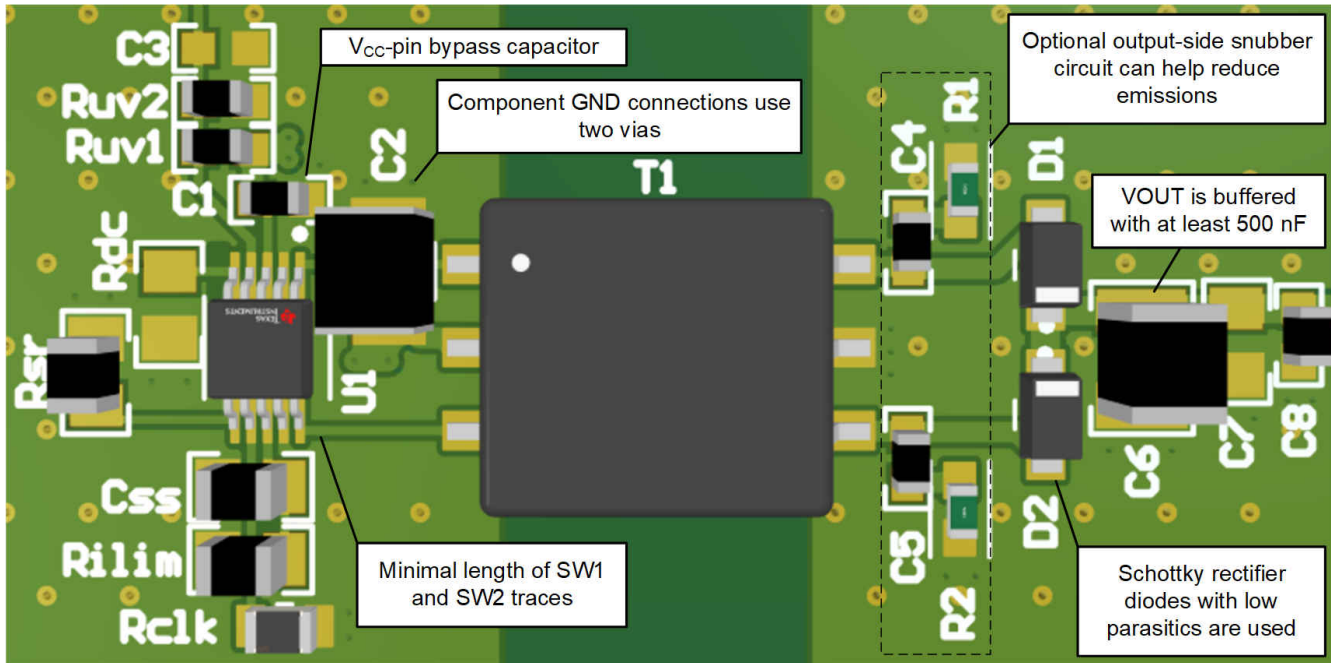 C3
V_CC-pin bypass capacitor
Optional output-side snubber
circuit can help reduce
emissions
Ruv2
Ruv1
Component GND connections use
two vias
C2
R1
C4
T1
D1
C1
VOUT is buffered
with at least 500 nF
Rdc
TEXAS
INSTRUMENTS
Rsr
U1
C6
C7
C8
Css
C5
D2
Rilim
Minimal length of SW1
and SW2 traces
R2
Schottky rectifier
diodes with low
parasitics are used
Rclk